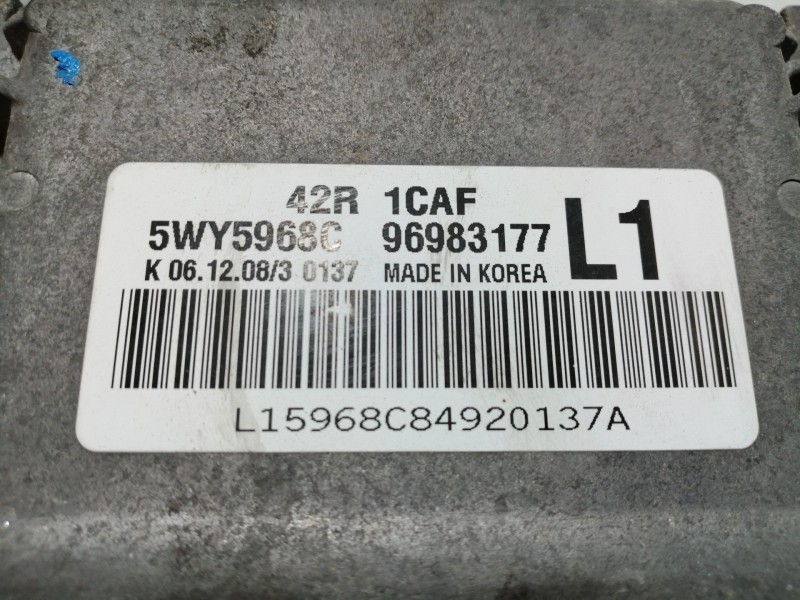 42R 1CAF
5WY5968C 96983177 L1
K 06.12.08/3 0137 MADE IN KOREA
L15968C84920137A